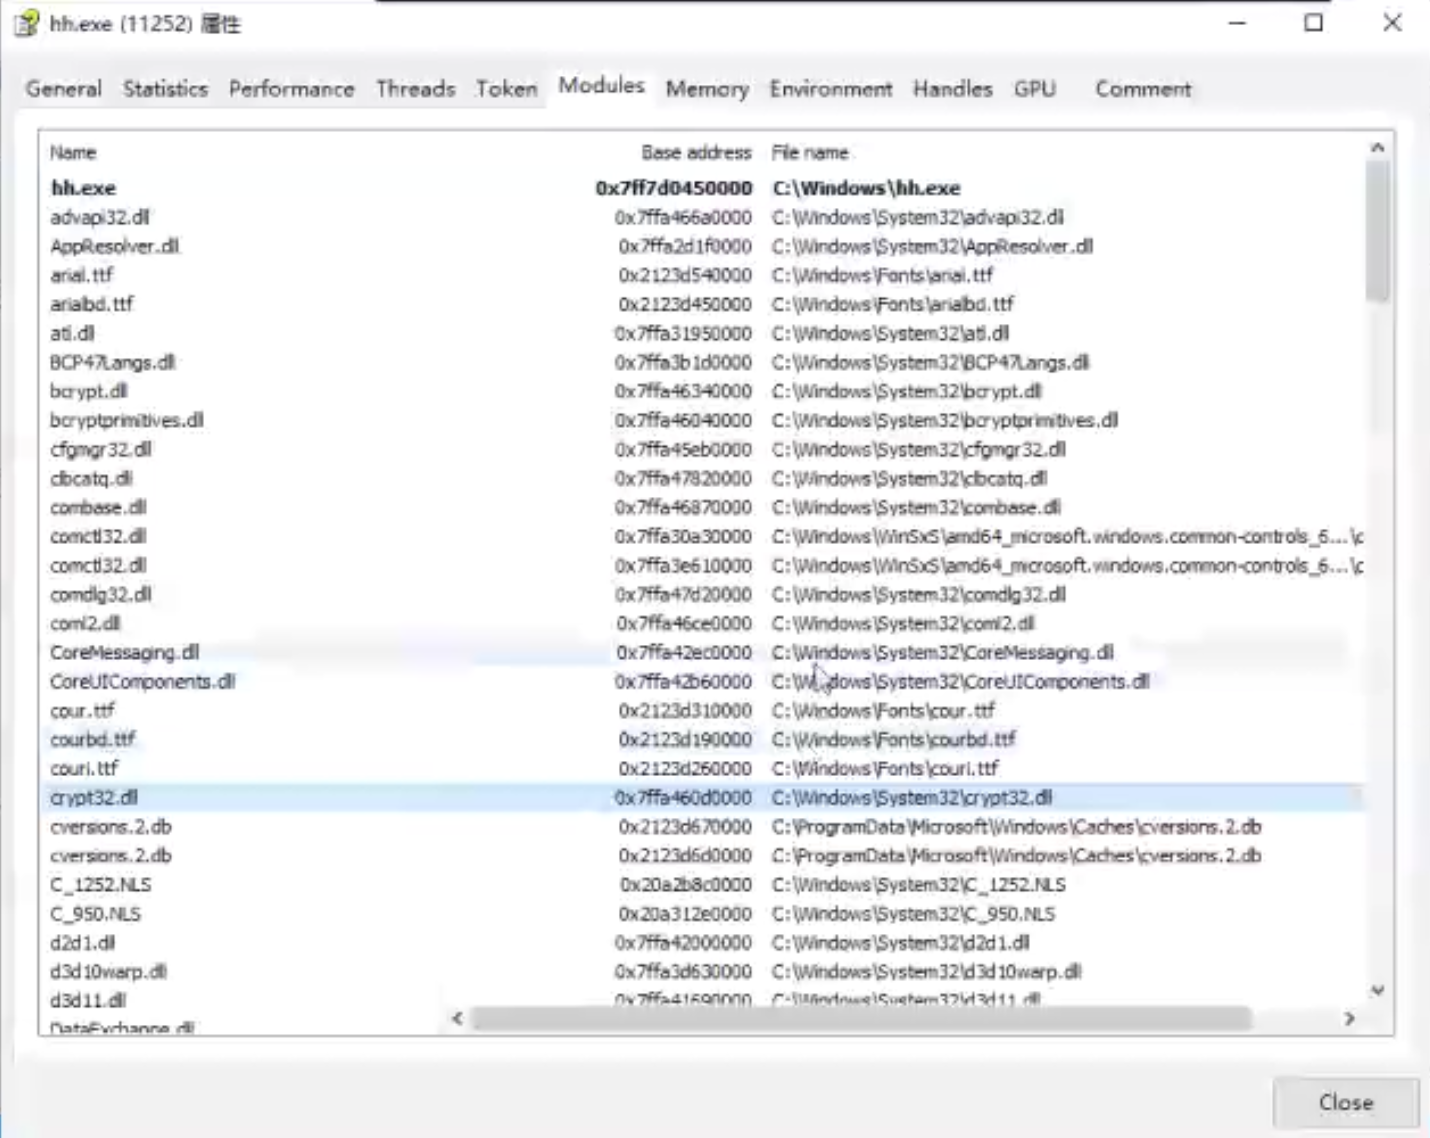 hh.exe (11252) 属性
General Statistics Performance Threads Token Modules Memory Environment Handles GPU Comment
Name Base address File name
hh.exe 0x7ff7d0450000 C:\Windows\hh.exe
advapi32.dll 0x7ffa466a0000 C:\Windows\System32\advapi32.dll
AppResolver.dll 0x7ffa2d1f0000 C:\Windows\System32\AppResolver.dll
arial.ttf 0x2123d540000 C:\Windows\Fonts\arial.ttf
arialbd.ttf 0x2123d450000 C:\Windows\Fonts\arialbd.ttf
atl.dll 0x7ffa31950000 C:\Windows\System32\atl.dll
BCP47Langs.dll 0x7ffa3b1d0000 C:\Windows\System32\BCP47Langs.dll
bcrypt.dll 0x7ffa46340000 C:\Windows\System32\bcrypt.dll
bcryptprimitives.dll 0x7ffa46040000 C:\Windows\System32\bcryptprimitives.dll
cfgmgr32.dll 0x7ffa45eb0000 C:\Windows\System32\cfgmgr32.dll
clbcatq.dll 0x7ffa47820000 C:\Windows\System32\clbcatq.dll
combase.dll 0x7ffa46870000 C:\Windows\System32\combase.dll
comctl32.dll 0x7ffa30a30000 C:\Windows\WinSxS\amd64_microsoft.windows.common-controls_6...\c
comctl32.dll 0x7ffa3e610000 C:\Windows\WinSxS\amd64_microsoft.windows.common-controls_6...\c
comdlg32.dll 0x7ffa47d20000 C:\Windows\System32\comdlg32.dll
coml2.dll 0x7ffa46ce0000 C:\Windows\System32\coml2.dll
CoreMessaging.dll 0x7ffa42ec0000 C:\Windows\System32\CoreMessaging.dll
CoreUIComponents.dll 0x7ffa42b60000 C:\Windows\System32\CoreUIComponents.dll
cour.ttf 0x2123d310000 C:\Windows\Fonts\cour.ttf
courbd.ttf 0x2123d190000 C:\Windows\Fonts\courbd.ttf
couri.ttf 0x2123d260000 C:\Windows\Fonts\couri.ttf
crypt32.dll 0x7ffa460d0000 C:\Windows\System32\crypt32.dll
cversions.2.db 0x2123d670000 C:\ProgramData\Microsoft\Windows\Caches\cversions.2.db
cversions.2.db 0x2123d6d0000 C:\ProgramData\Microsoft\Windows\Caches\cversions.2.db
C_1252.NLS 0x20a2b8c0000 C:\Windows\System32\C_1252.NLS
C_950.NLS 0x20a312e0000 C:\Windows\System32\C_950.NLS
d2d1.dll 0x7ffa42000000 C:\Windows\System32\d2d1.dll
d3d10warp.dll 0x7ffa3d630000 C:\Windows\System32\d3d10warp.dll
d3d11.dll 0x7ffa41690000 C:\Windows\System32\d3d11.dll
DataExchange.dll
Close